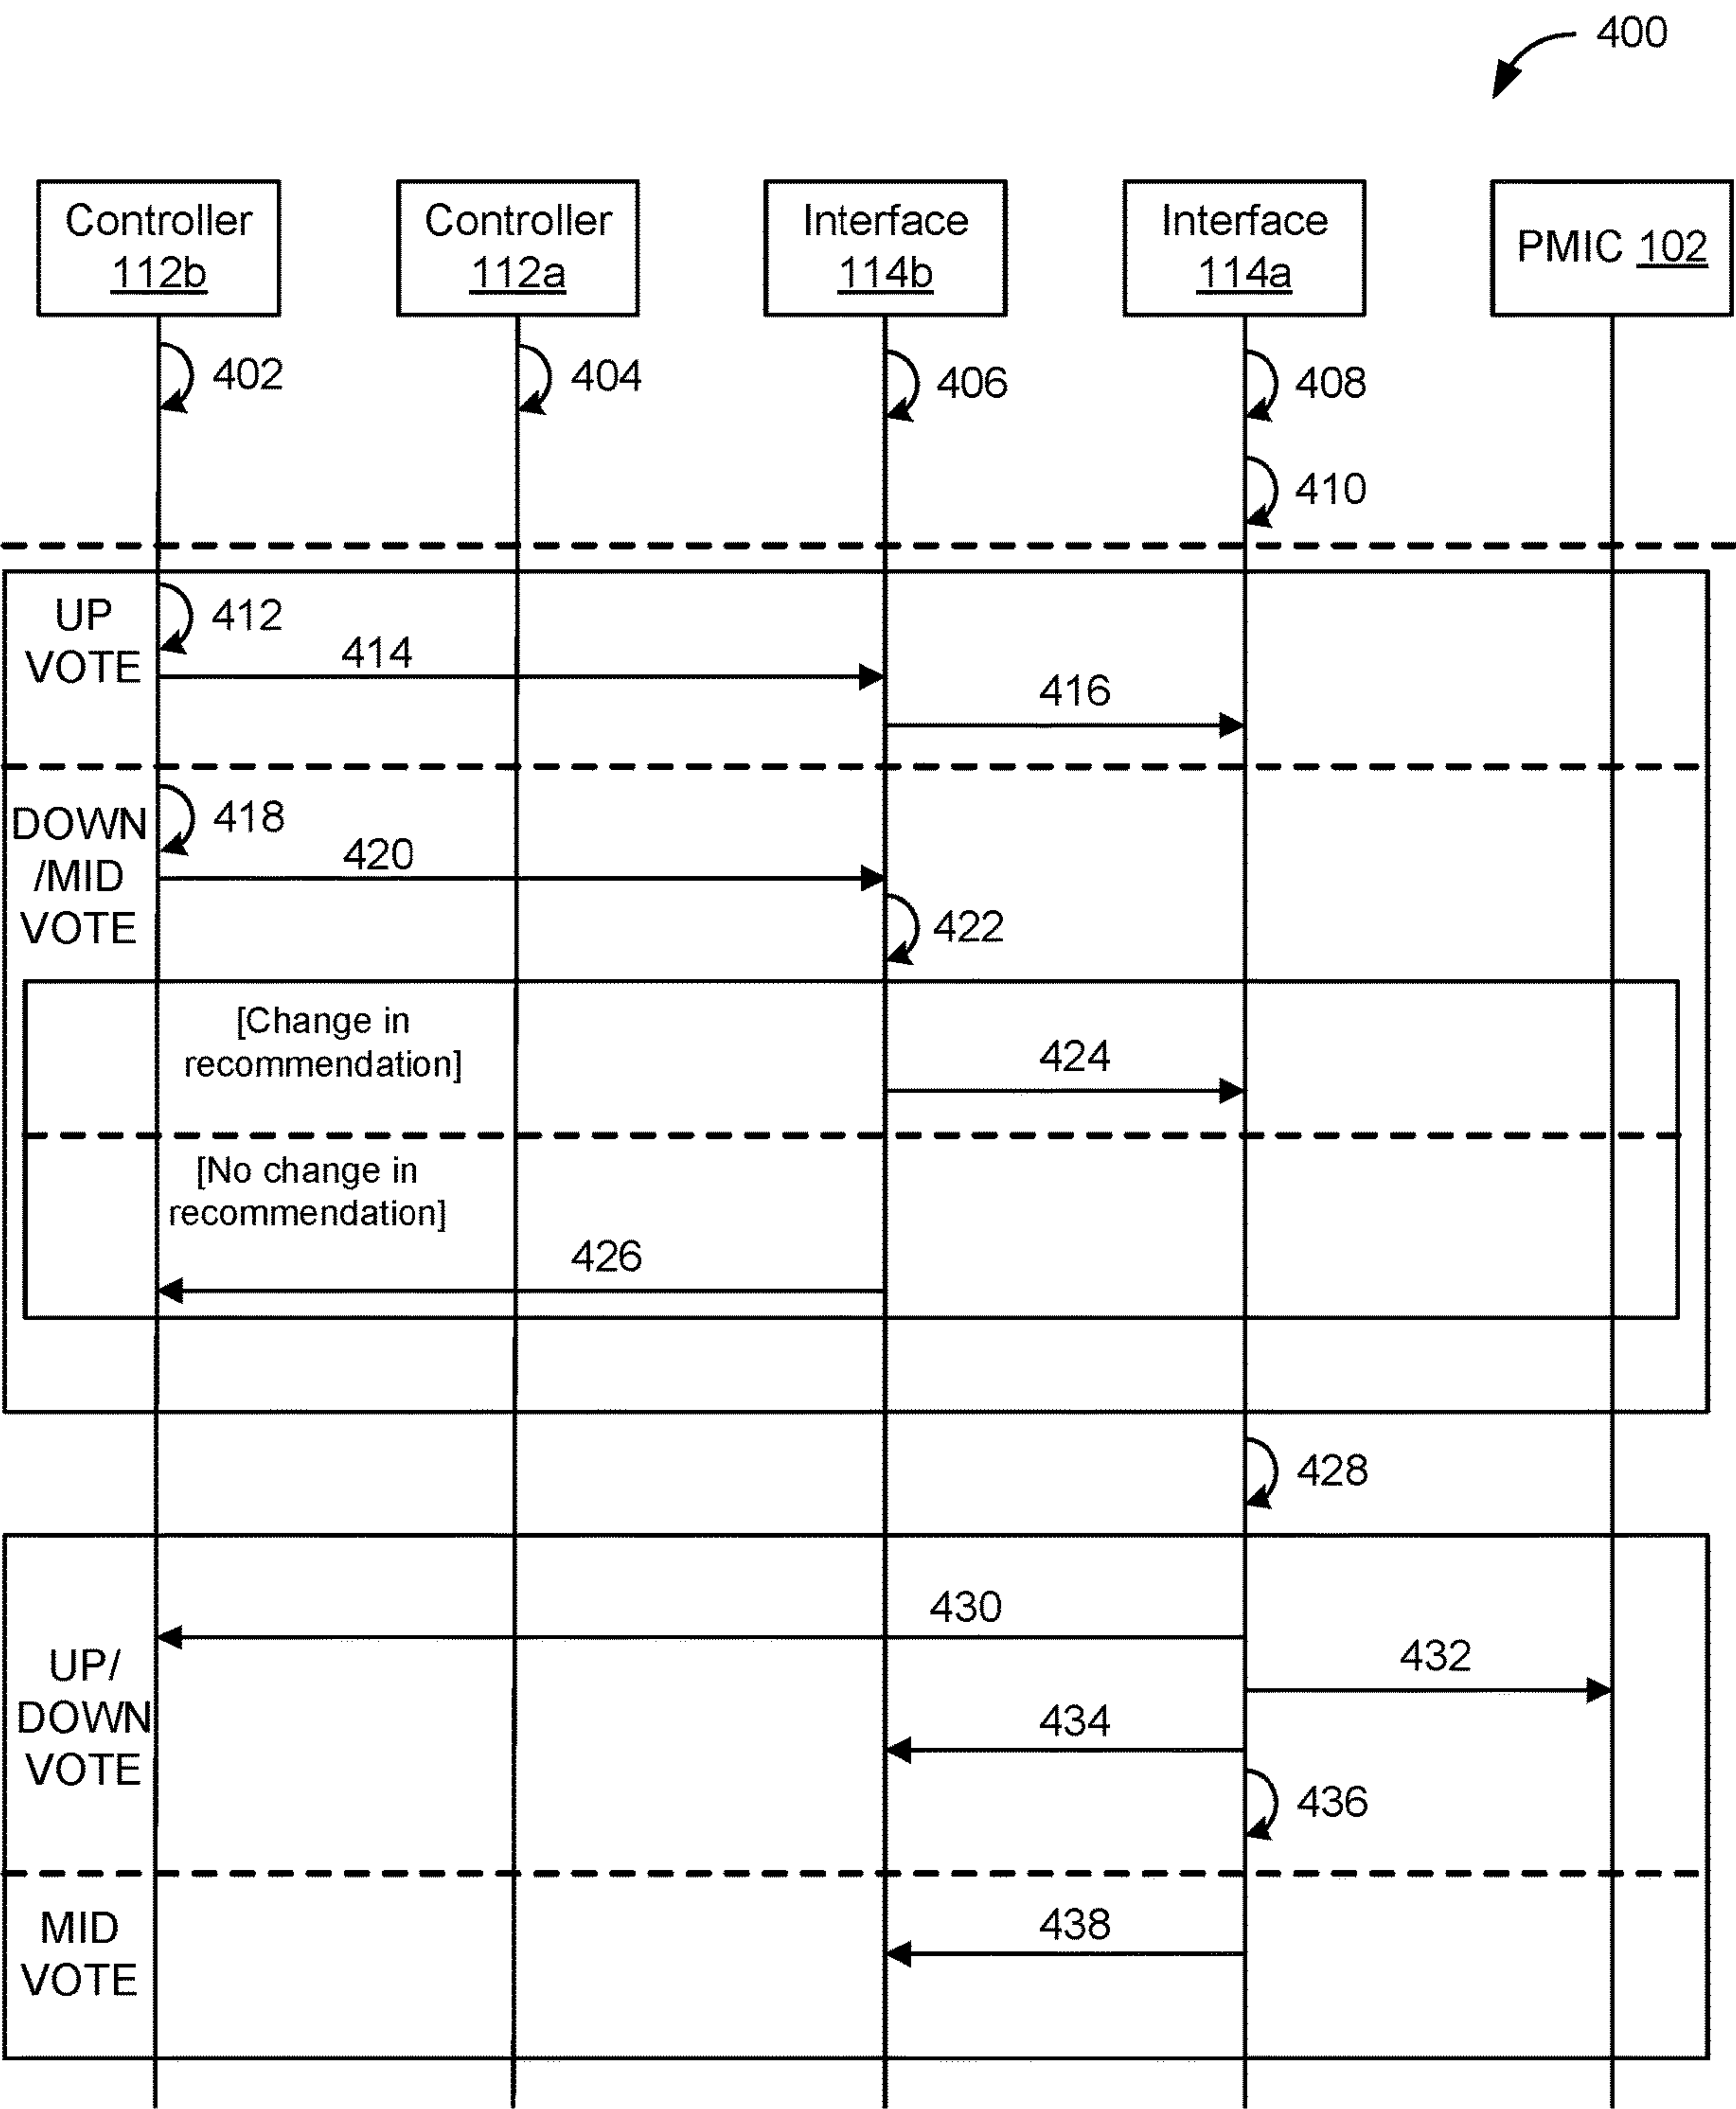 400
Controller
112b
Controller
112a
Interface
114b
Interface
114a
PMIC 102
402
404
406
408
410
UP
VOTE
412
414
416
DOWN
/MID
VOTE
418
420
422
[Change in
recommendation]
424
[No change in
recommendation]
426
428
430
432
UP/
DOWN
VOTE
434
436
MID
VOTE
438